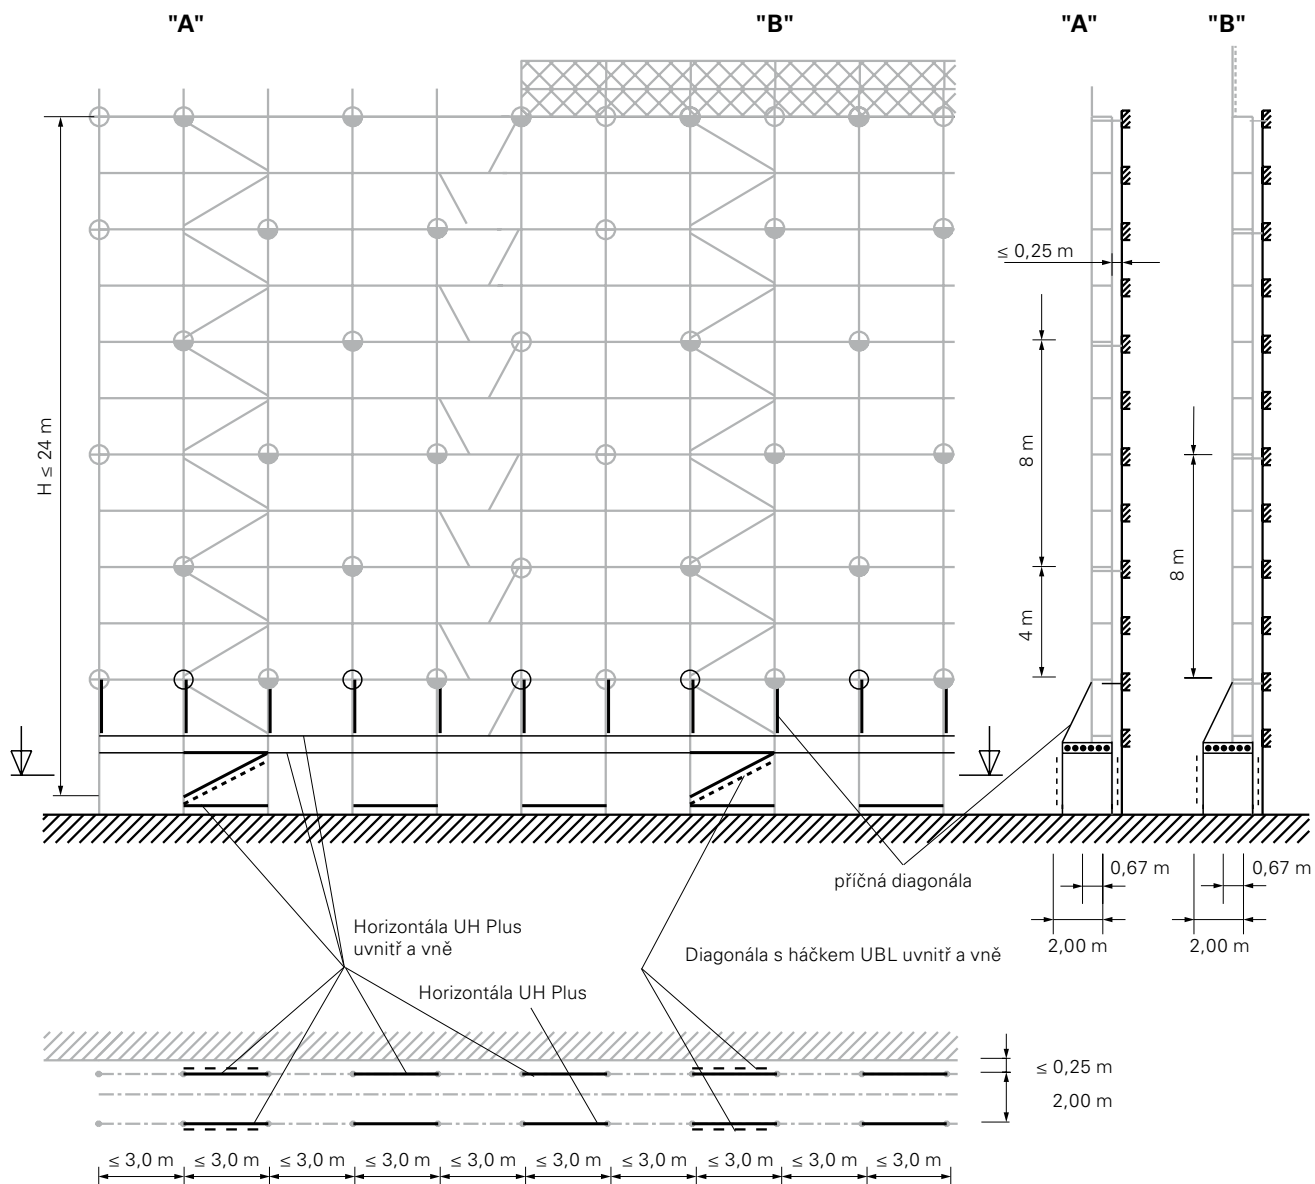 "A"
"B"
"A"
"B"
≤ 0,25 m
H ≤ 24 m
8 m
8 m
4 m
příčná diagonála
0,67 m
0,67 m
2,00 m
2,00 m
Horizontála UH Plus
uvnitř a vně
Diagonála s háčkem UBL uvnitř a vně
Horizontála UH Plus
≤ 0,25 m
2,00 m
≤ 3,0 m ≤ 3,0 m ≤ 3,0 m ≤ 3,0 m ≤ 3,0 m ≤ 3,0 m ≤ 3,0 m ≤ 3,0 m ≤ 3,0 m ≤ 3,0 m